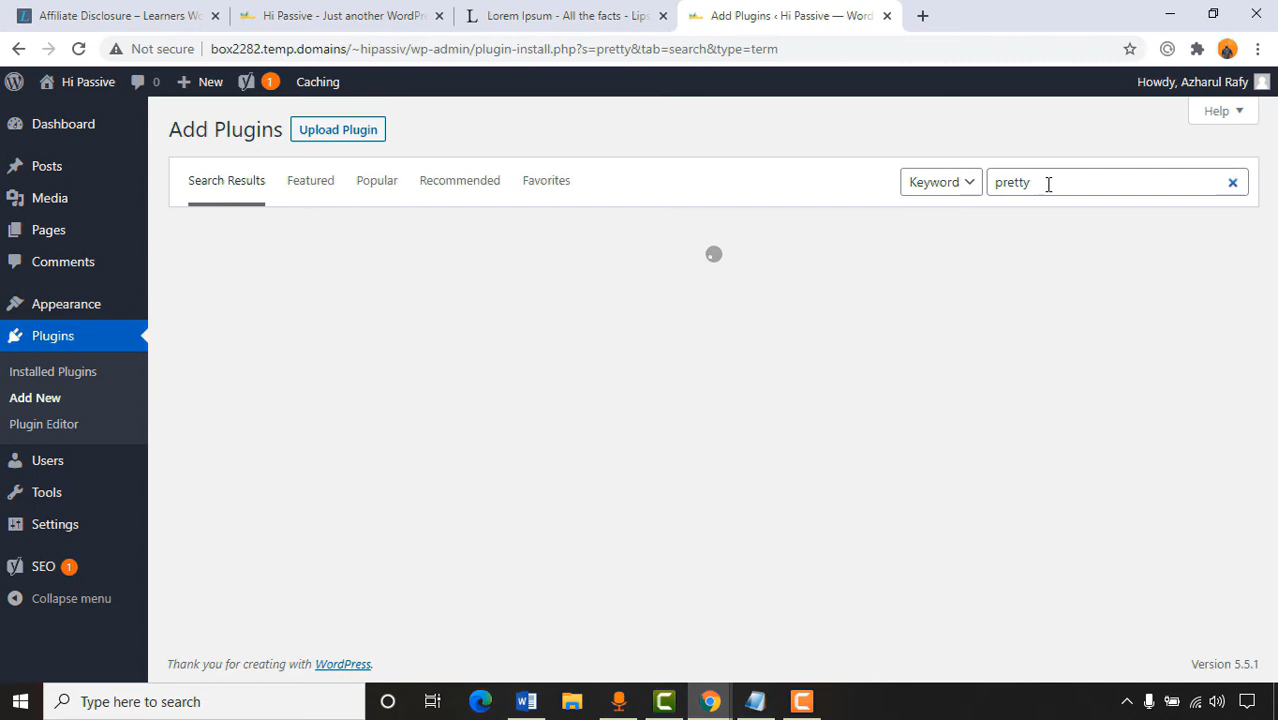 Affiliate Disclosure – Learners Wo
Hi Passive - Just another WordPre
Lorem Ipsum - All the facts - Lips
Add Plugins ‹ Hi Passive — Word
Not secure
box2282.temp.domains/~hipassiv/wp-admin/plugin-install.php?s=pretty&tab=search&type=term
Hi Passive
0
New
1
Caching
Howdy, Azharul Rafy
Help
Dashboard
Posts
Media
Pages
Comments
Appearance
Plugins
Installed Plugins
Add New
Plugin Editor
Users
Tools
Settings
SEO 1
Collapse menu
Add Plugins
Upload Plugin
Search Results
Featured
Popular
Recommended
Favorites
Keyword
pretty
Thank you for creating with WordPress.
Version 5.5.1
Type here to search